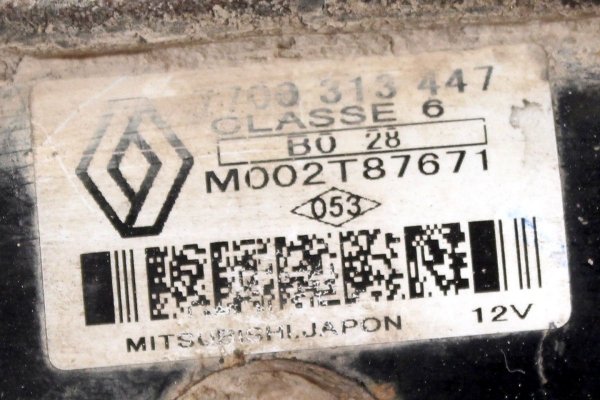 7700 313 447
CLASSE 6
B0 28
M002T87671
053
MITSUBISHI.JAPON 12V